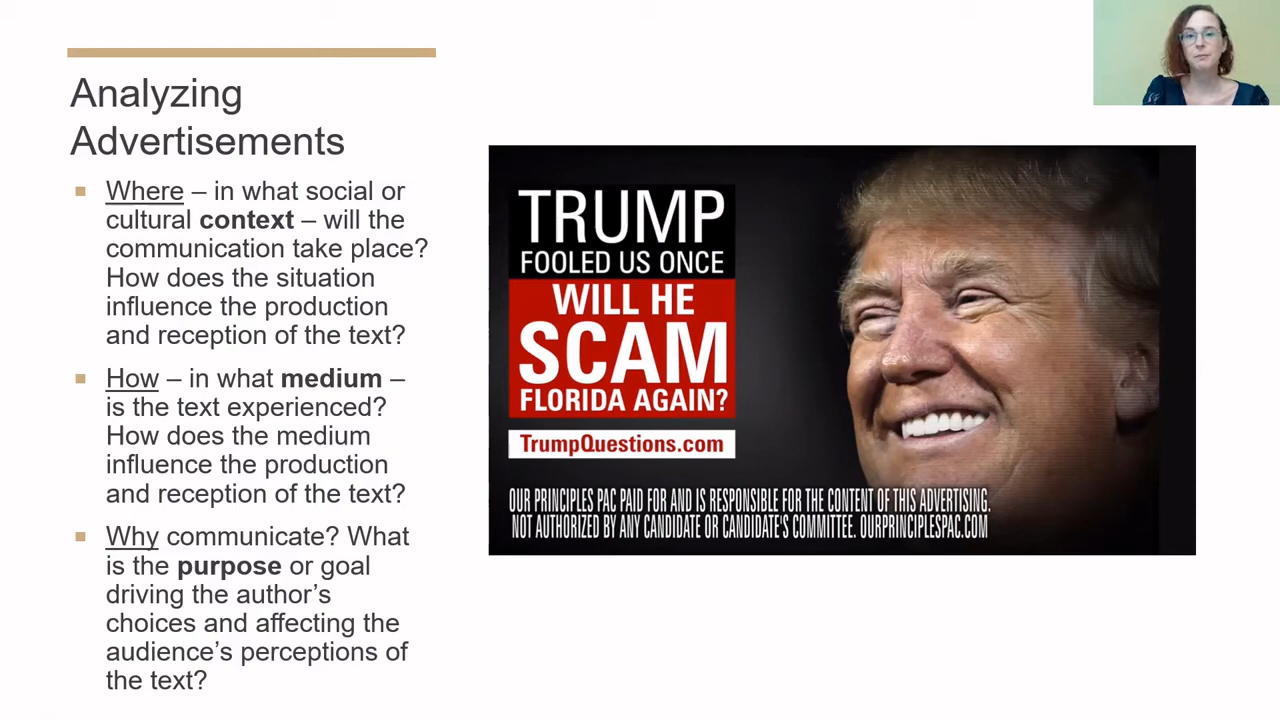 Analyzing
Advertisements
Where – in what social or
cultural context – will the
communication take place?
How does the situation
influence the production
and reception of the text?
How – in what medium –
is the text experienced?
How does the medium
influence the production
and reception of the text?
Why communicate? What
is the purpose or goal
driving the author's
choices and affecting the
audience's perceptions of
the text?
TRUMP
FOOLED US ONCE
WILL HE
SCAM
FLORIDA AGAIN?
TrumpQuestions.com
OUR PRINCIPLES PAC PAID FOR AND IS RESPONSIBLE FOR THE CONTENT OF THIS ADVERTISING.
NOT AUTHORIZED BY ANY CANDIDATE OR CANDIDATE'S COMMITTEE. OURPRINCIPLESPAC.COM